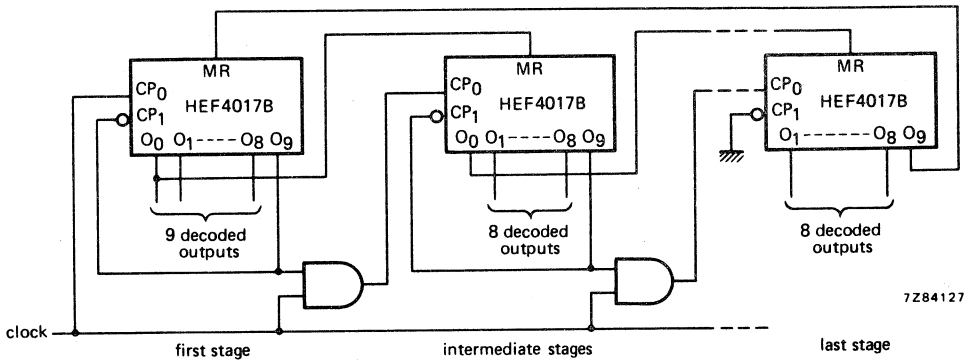 MR
CP0
HEF4017B
CP1
O0 O1 ---- O8 O9
9 decoded
outputs
MR
CP0
HEF4017B
CP1
O0 O1 ---- O8 O9
8 decoded
outputs
MR
CP0
HEF4017B
CP1
O1 ------- O8 O9
8 decoded
outputs
7Z84127
clock
first stage
intermediate stages
last stage